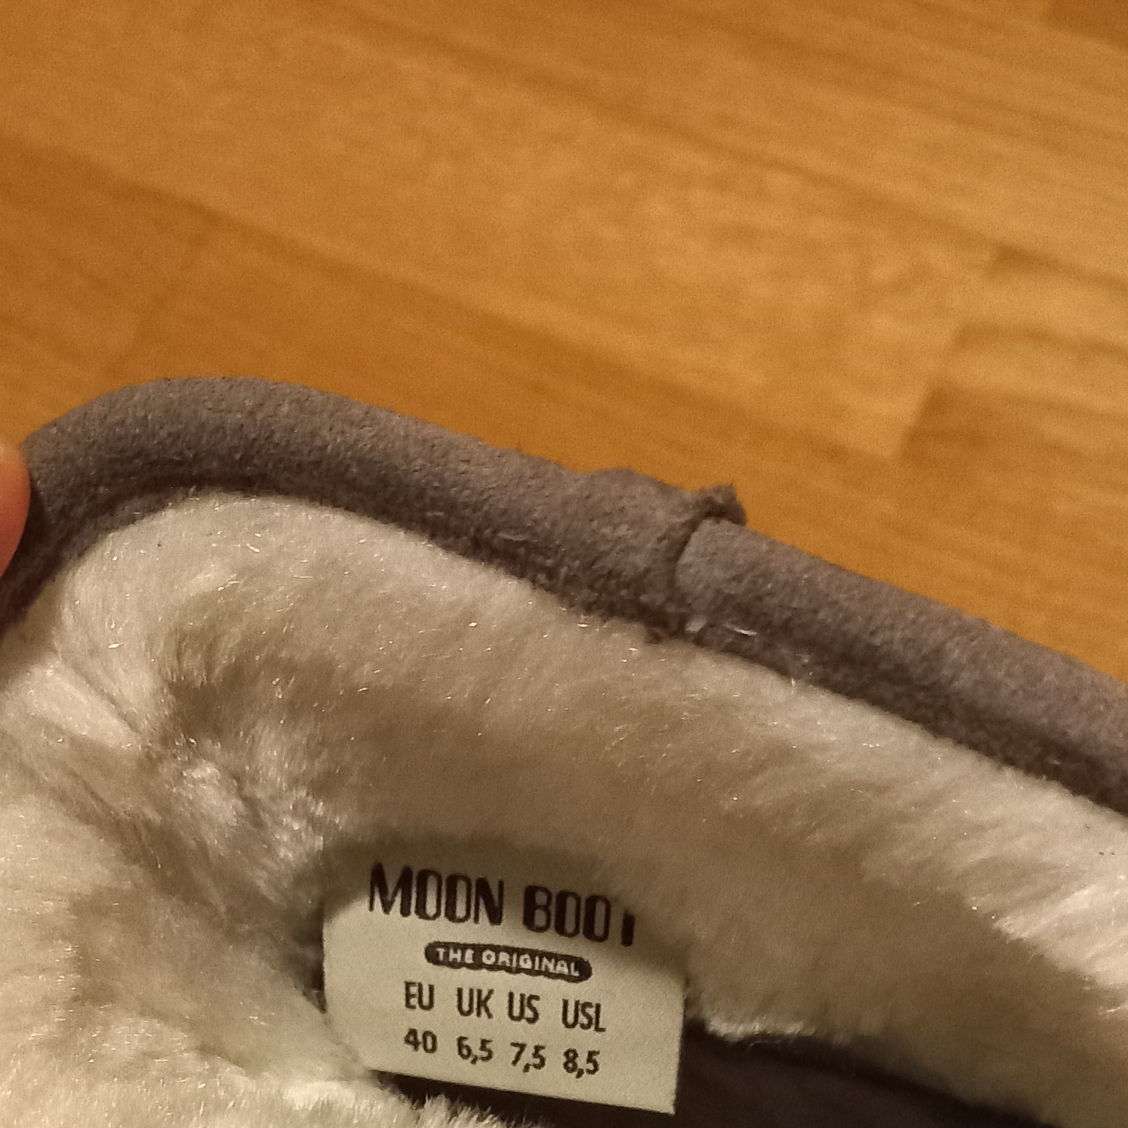 MOON BOOT
THE ORIGINAL
EU UK US USL
40 6,5 7,5 8,5